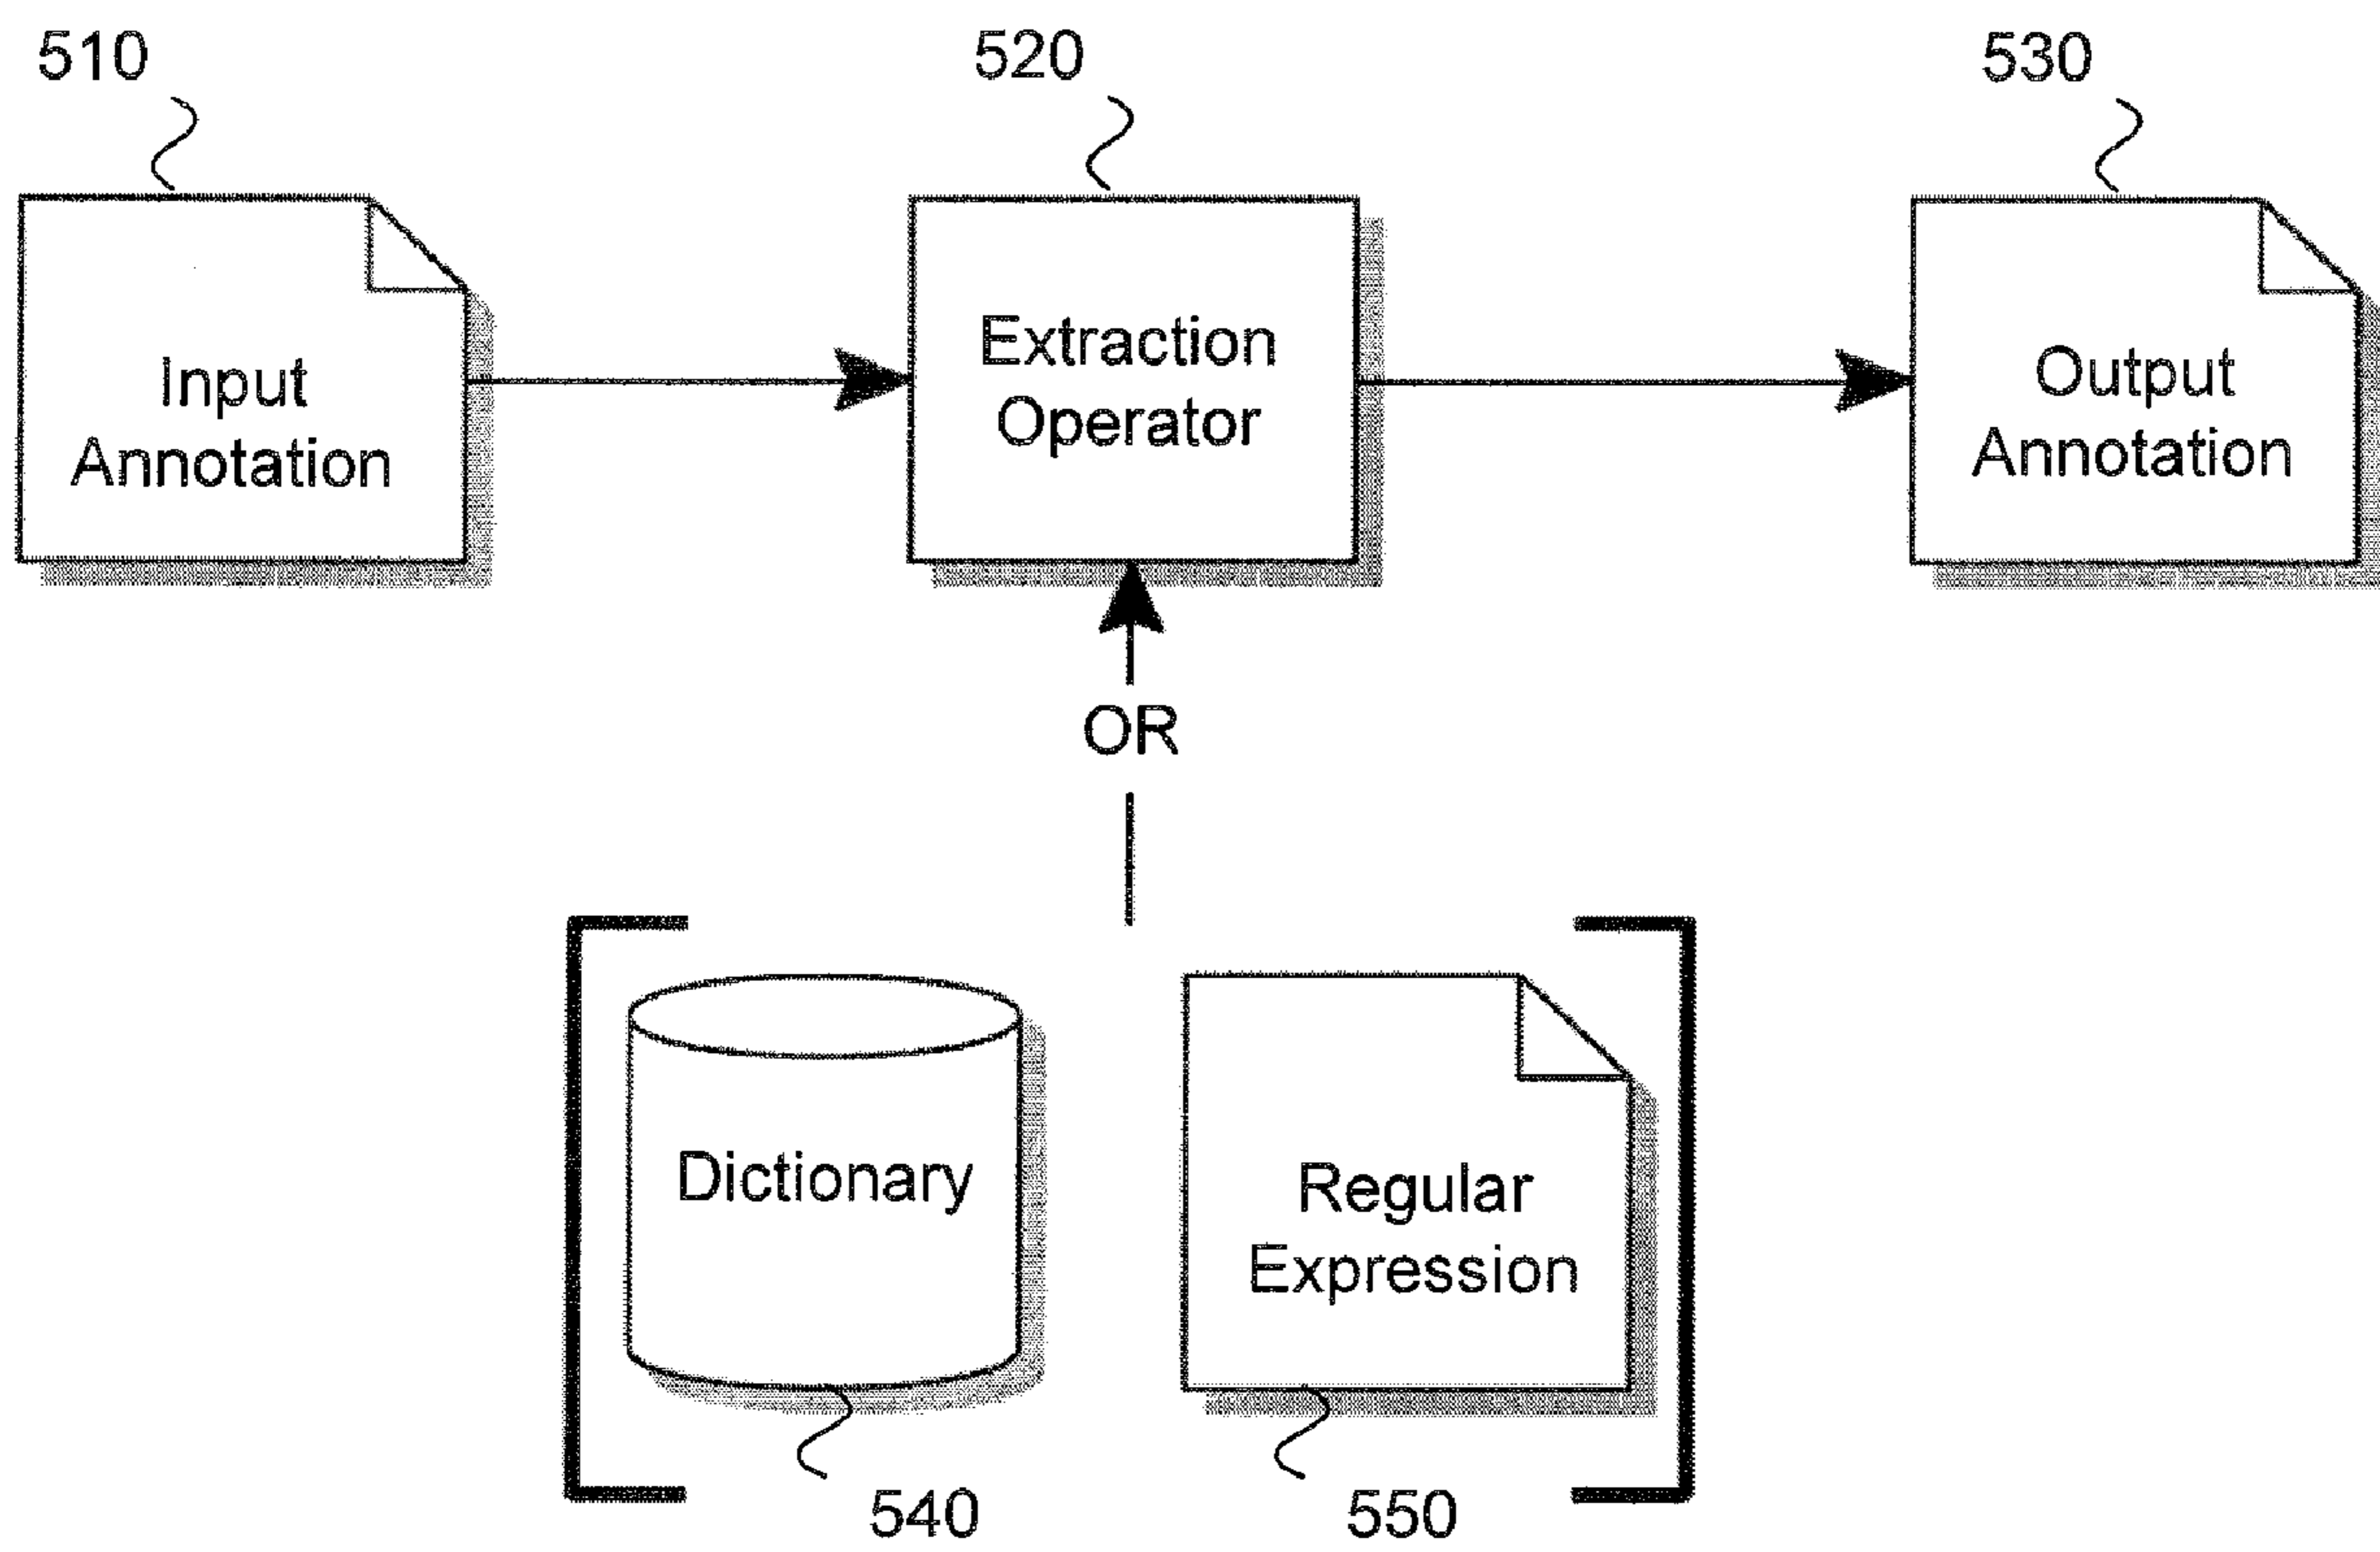 510
520
530
Input
Annotation
Extraction
Operator
Output
Annotation
OR
Dictionary
Regular
Expression
540
550